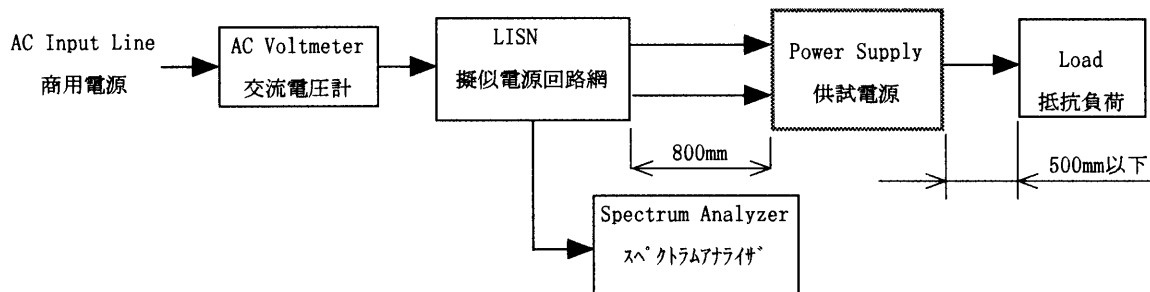 AC Input Line
商用電源
AC Voltmeter
交流電圧計
LISN
擬似電源回路網
Power Supply
供試電源
Load
抵抗負荷
800mm
500mm以下
Spectrum Analyzer
ｽﾍﾟｸﾄﾗﾑｱﾅﾗｲｻﾞ